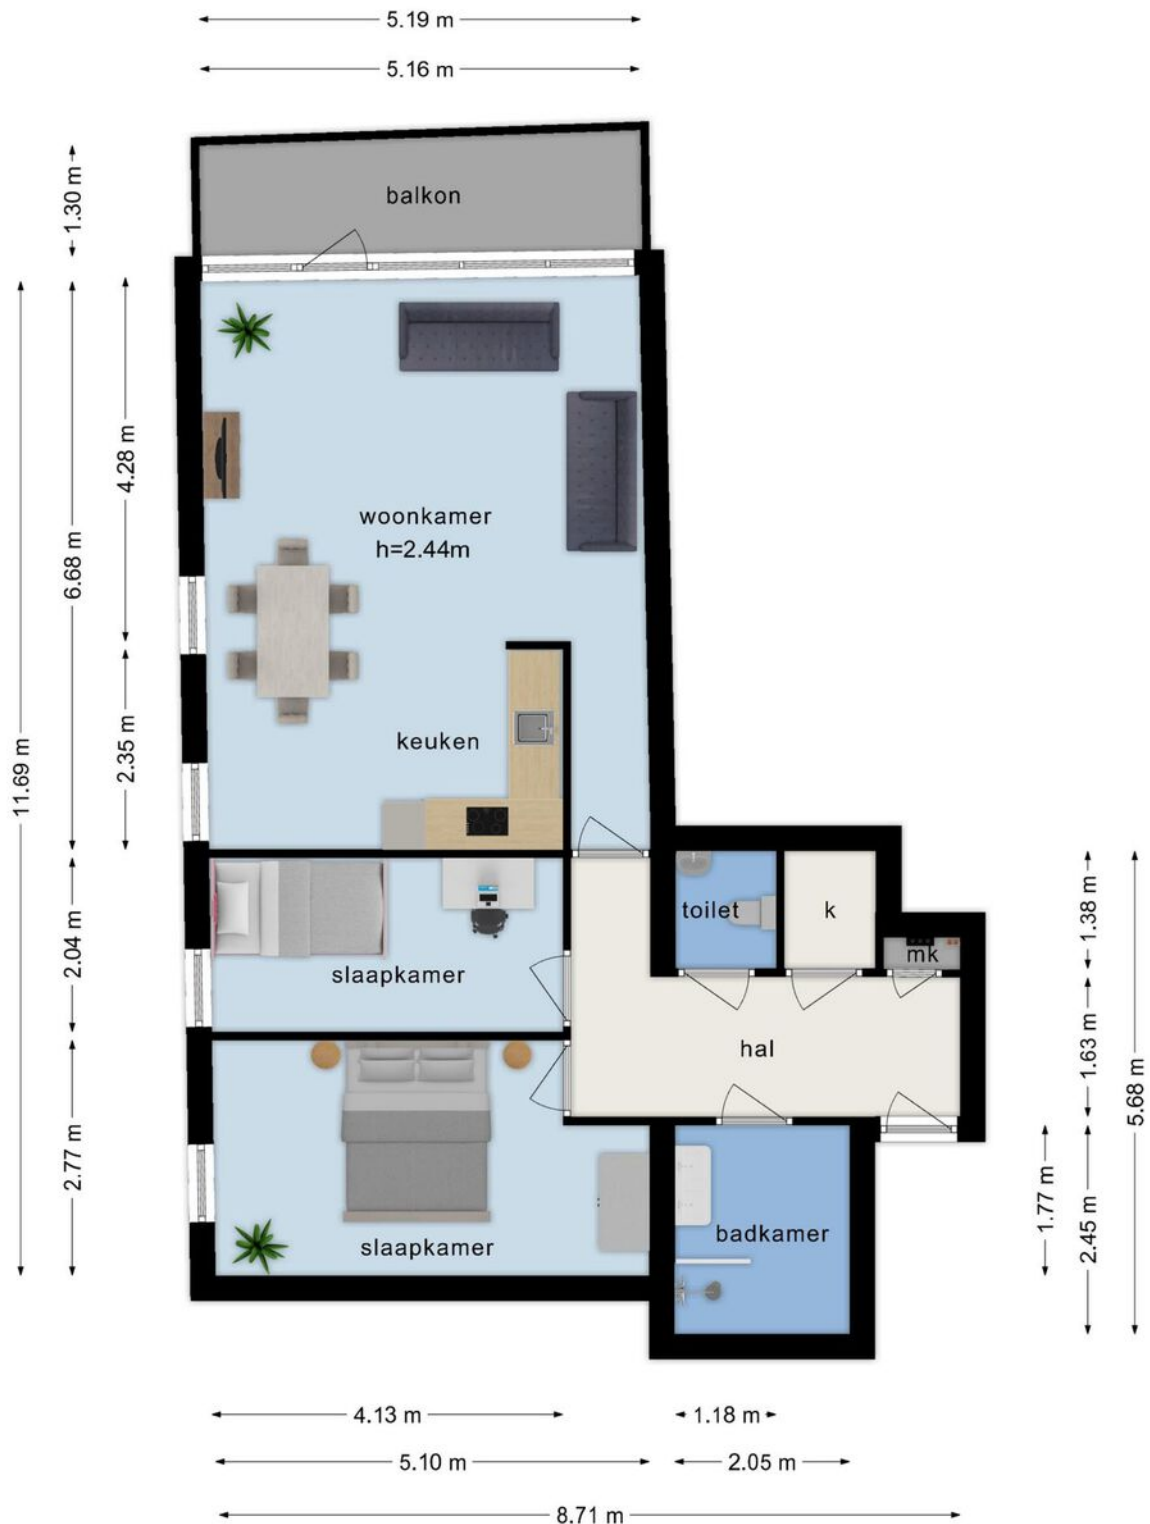 5.19 m
5.16 m
1.30 m
balkon
11.69 m
6.68 m
4.28 m
2.35 m
woonkamer
h=2.44m
keuken
2.04 m
slaapkamer
toilet
k
mk
1.38 m
hal
1.63 m
5.68 m
2.77 m
slaapkamer
badkamer
1.77 m
2.45 m
4.13 m
1.18 m
5.10 m
2.05 m
8.71 m